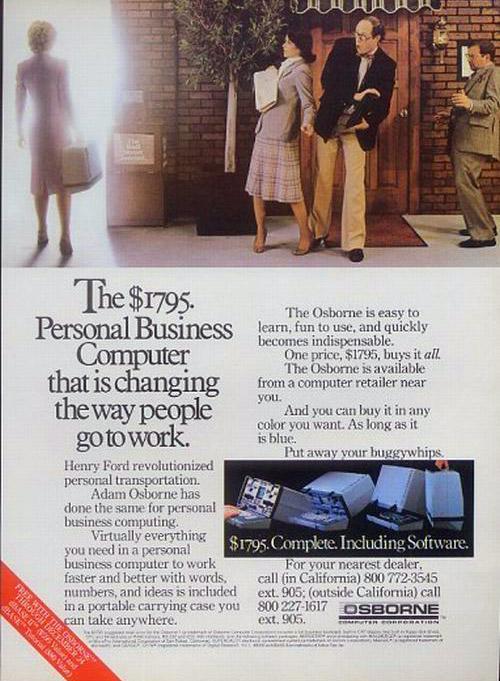 The $1795.
Personal Business
Computer
that is changing
the way people
go to work.
Henry Ford revolutionized
personal transportation.
Adam Osborne has
done the same for personal
business computing.
Virtually everything
you need in a personal
business computer to work
faster and better with words,
numbers, and ideas is included
in a portable carrying case you
can take anywhere.
The Osborne is easy to
learn, fun to use, and quickly
becomes indispensable.
One price, $1795, buys it all.
The Osborne is available
from a computer retailer near
you.
And you can buy it in any
color you want. As long as it
is blue.
Put away your buggywhips.
$1795. Complete. Including Software.
For your nearest dealer,
call (in California) 800 772-3545
ext. 905; (outside California) call
800 227-1617
ext. 905.
OSBORNE
COMPUTER CORPORATION
FREE WITH THE OSBORNE